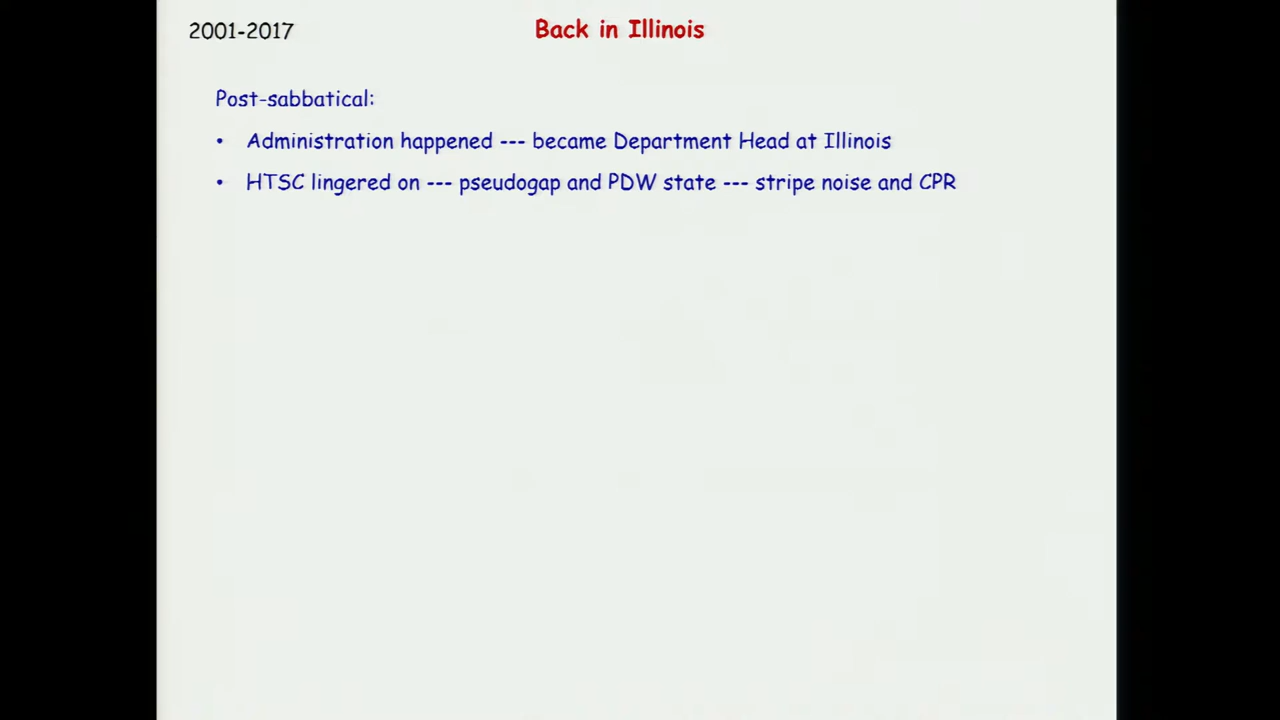 2001-2017
Back in Illinois
Post-sabbatical:
• Administration happened --- became Department Head at Illinois
• HTSC lingered on --- pseudogap and PDW state --- stripe noise and CPR